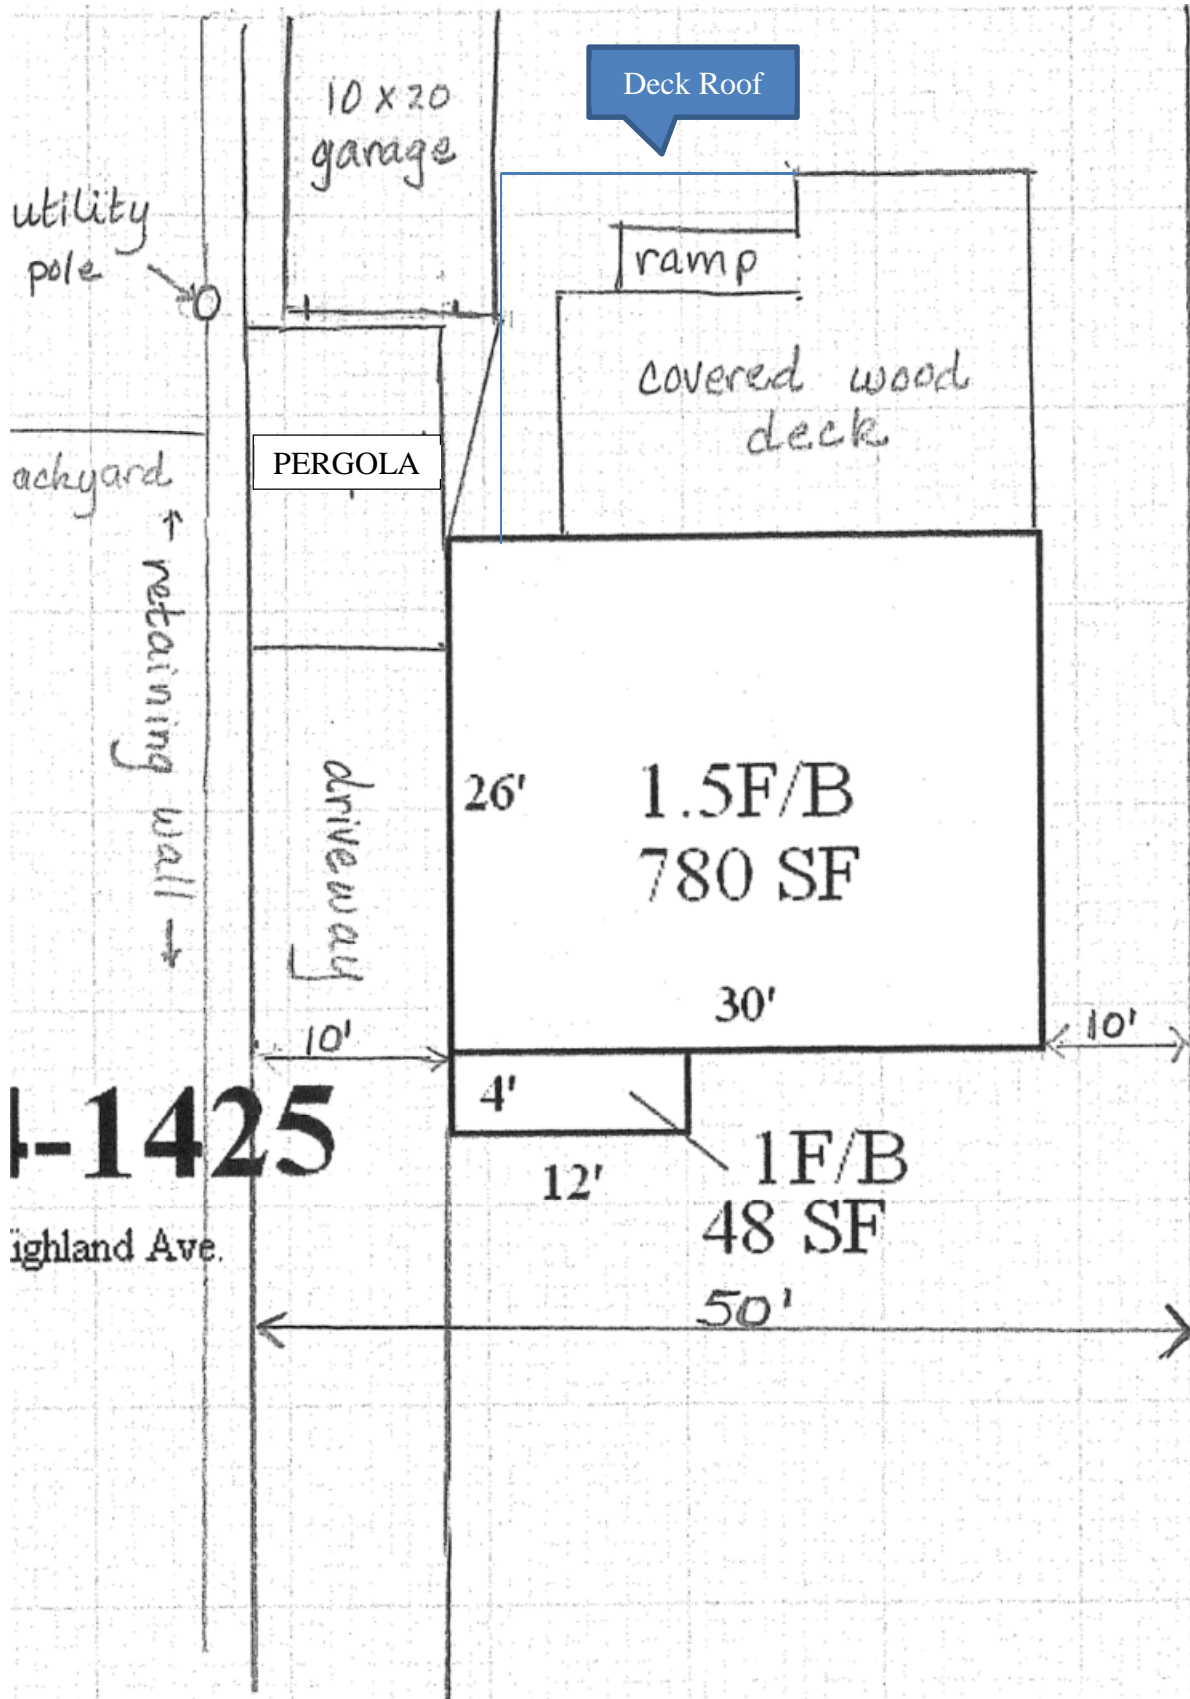 Deck Roof
10 x 20
garage
utility
pole
ramp
covered wood
deck
PERGOLA
ackyard
← retaining wall →
driveway
26'
1.5F/B
780 SF
30'
10'
10'
4'
-1425
12'
1F/B
48 SF
ighland Ave.
50'